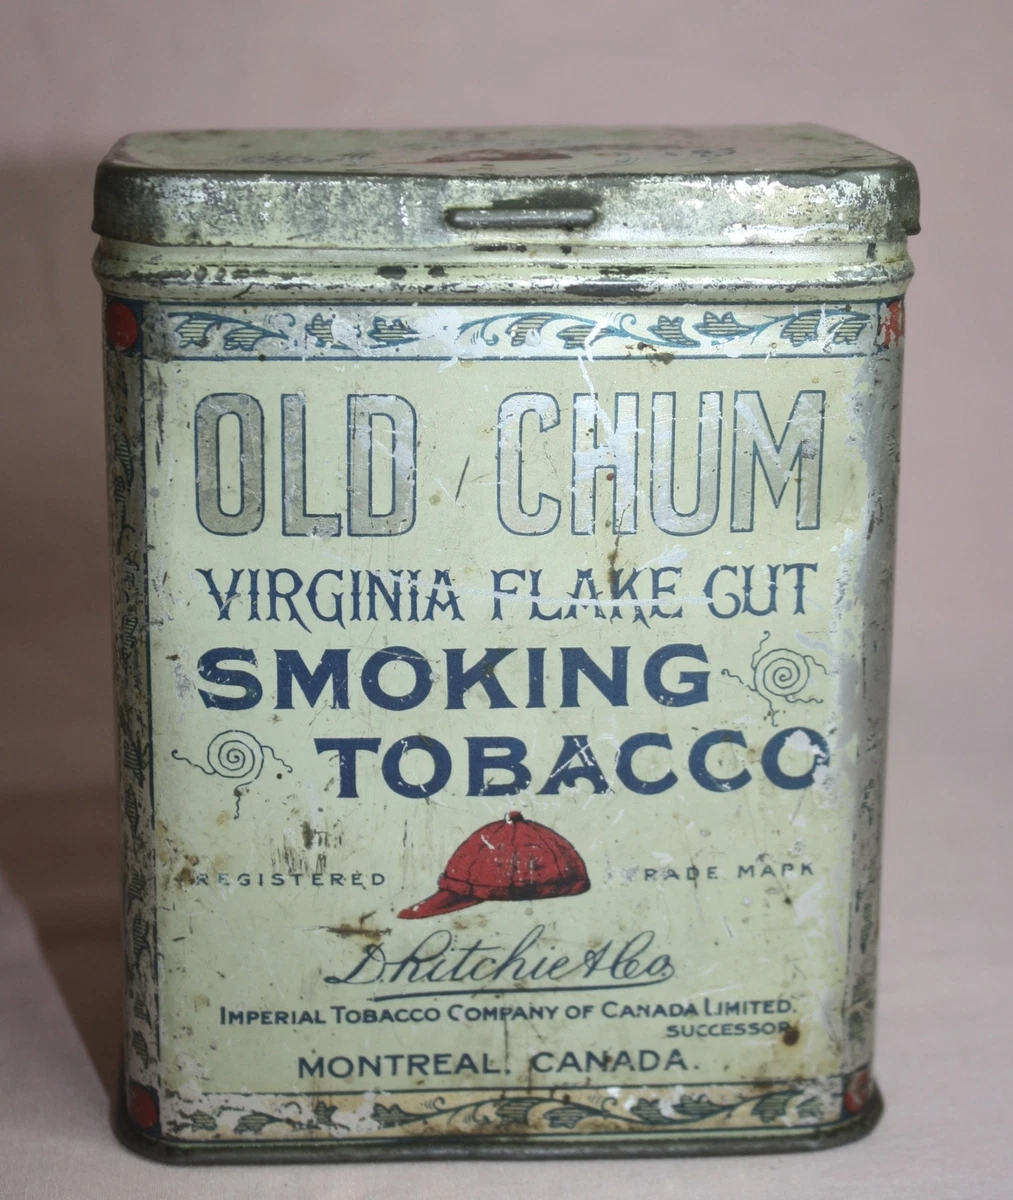 OLD CHUM
VIRGINIA FLAKE CUT
SMOKING
TOBACCO
REGISTERED TRADE MARK
D. Ritchie & Co.
IMPERIAL TOBACCO COMPANY OF CANADA LIMITED.
SUCCESSOR.
MONTREAL. CANADA.